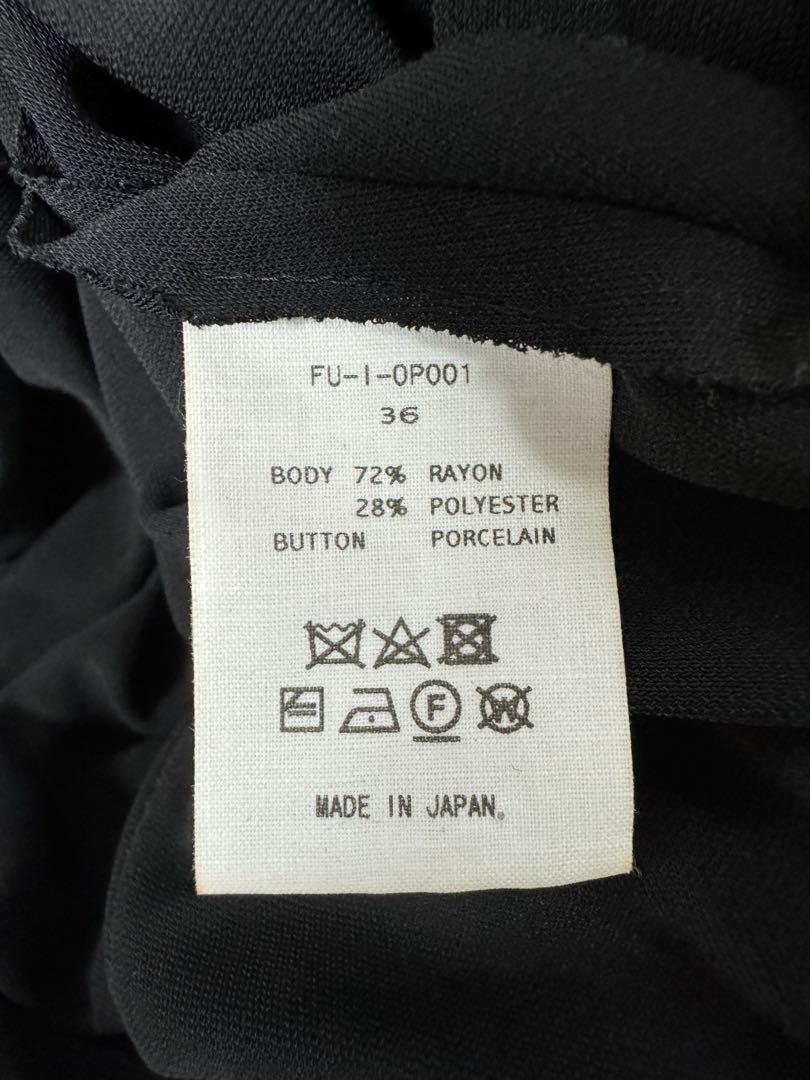 FU-I-OP001
36
BODY 72% RAYON
28% POLYESTER
BUTTON PORCELAIN
F W
MADE IN JAPAN.